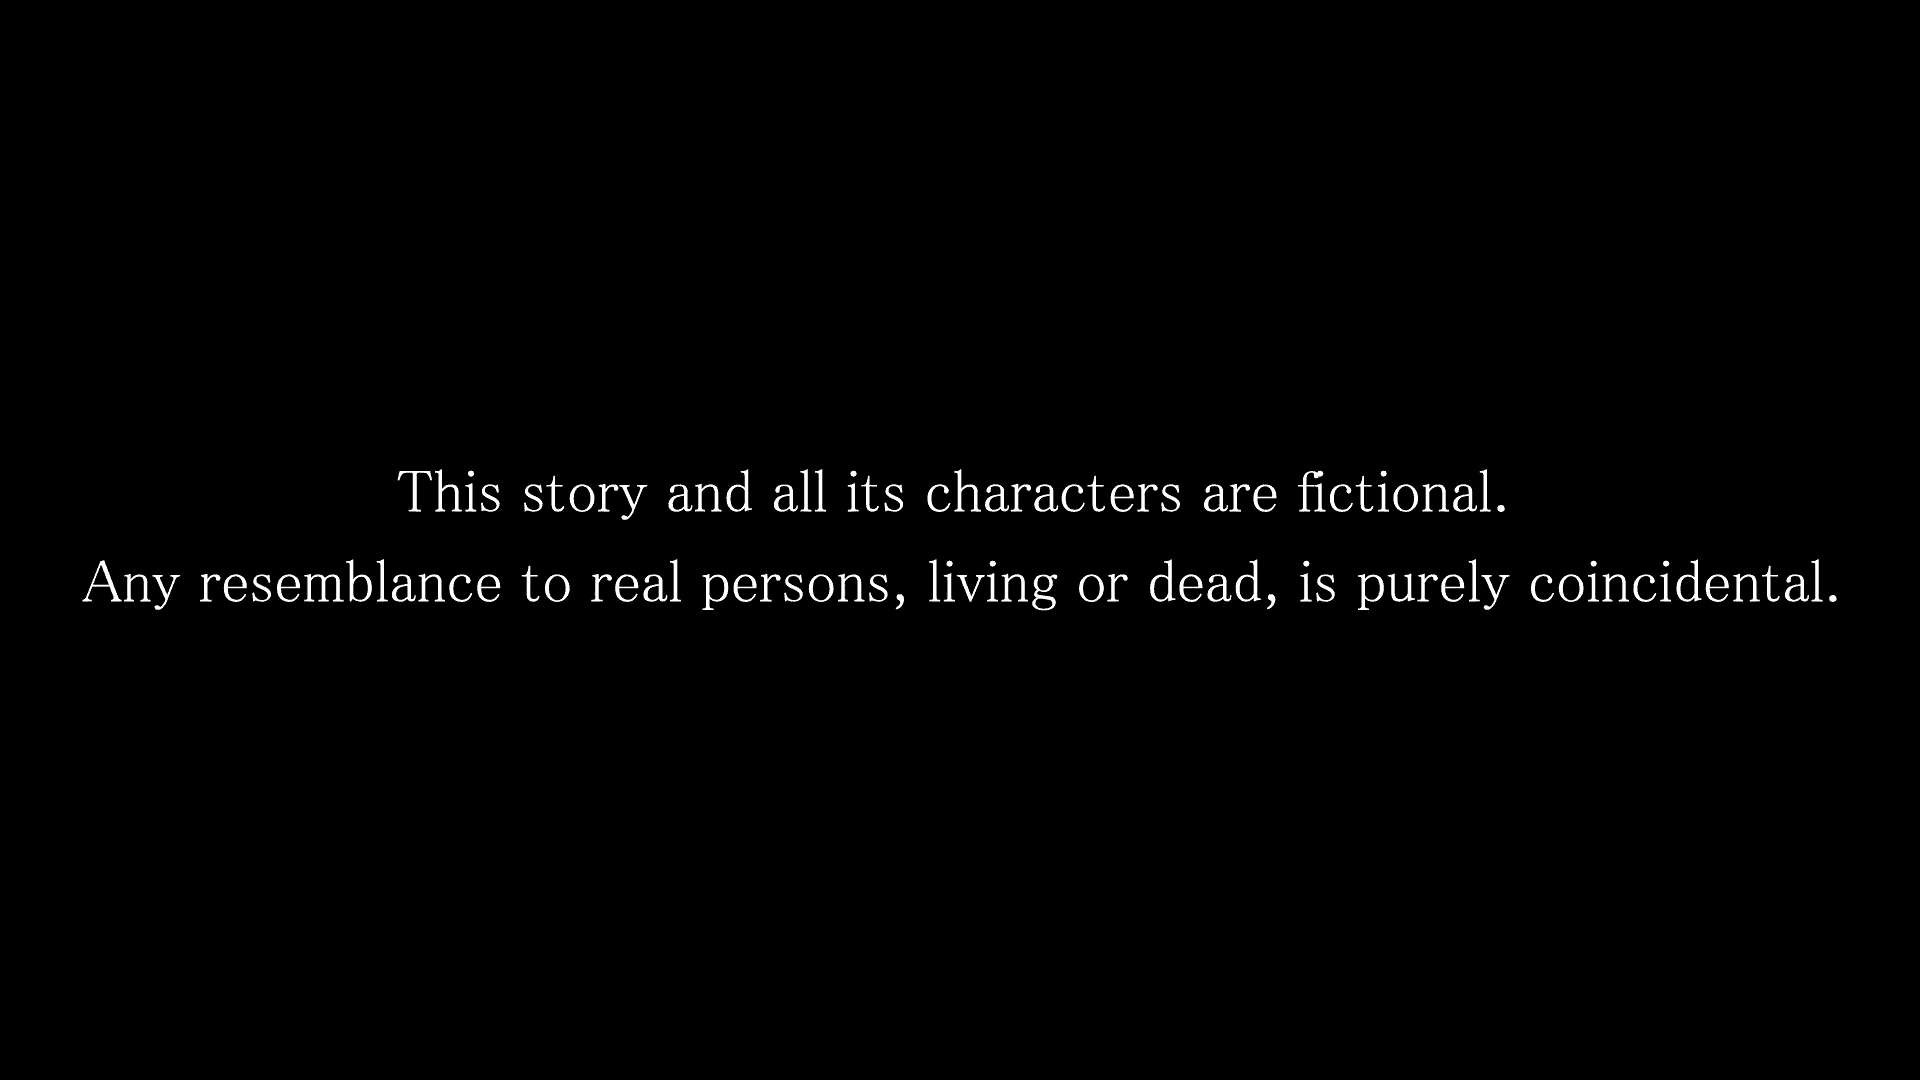 This story and all its characters are fictional.
Any resemblance to real persons, living or dead, is purely coincidental.